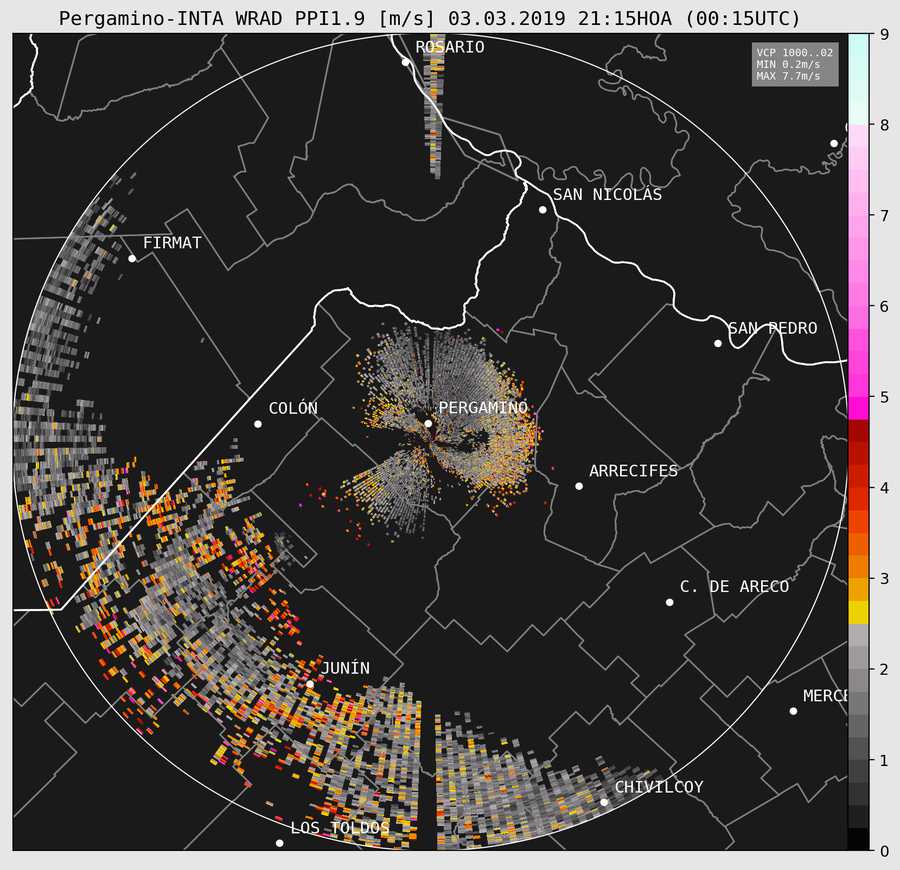 Pergamino-INTA WRAD PPI1.9 [m/s] 03.03.2019 21:15HOA (00:15UTC)
VCP 1000..02
MIN 0.2m/s
MAX 7.7m/s
ROSARIO
SAN NICOLÁS
FIRMAT
SAN PEDRO
COLÓN
PERGAMINO
ARRECIFES
C. DE ARECO
JUNÍN
MERCE
CHIVILCOY
LOS TOLDOS
9
8
7
6
5
4
3
2
1
0